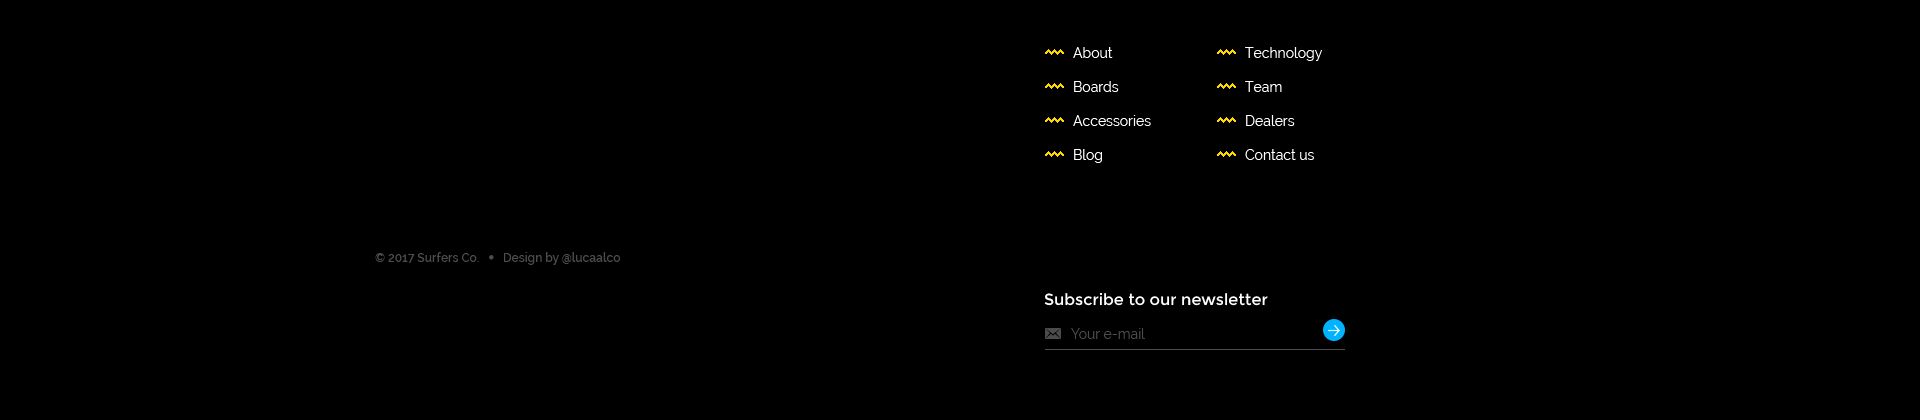 About
Boards
Accessories
Blog
Technology
Team
Dealers
Contact us
© 2017 Surfers Co. • Design by @lucaalco
Subscribe to our newsletter
Your e-mail